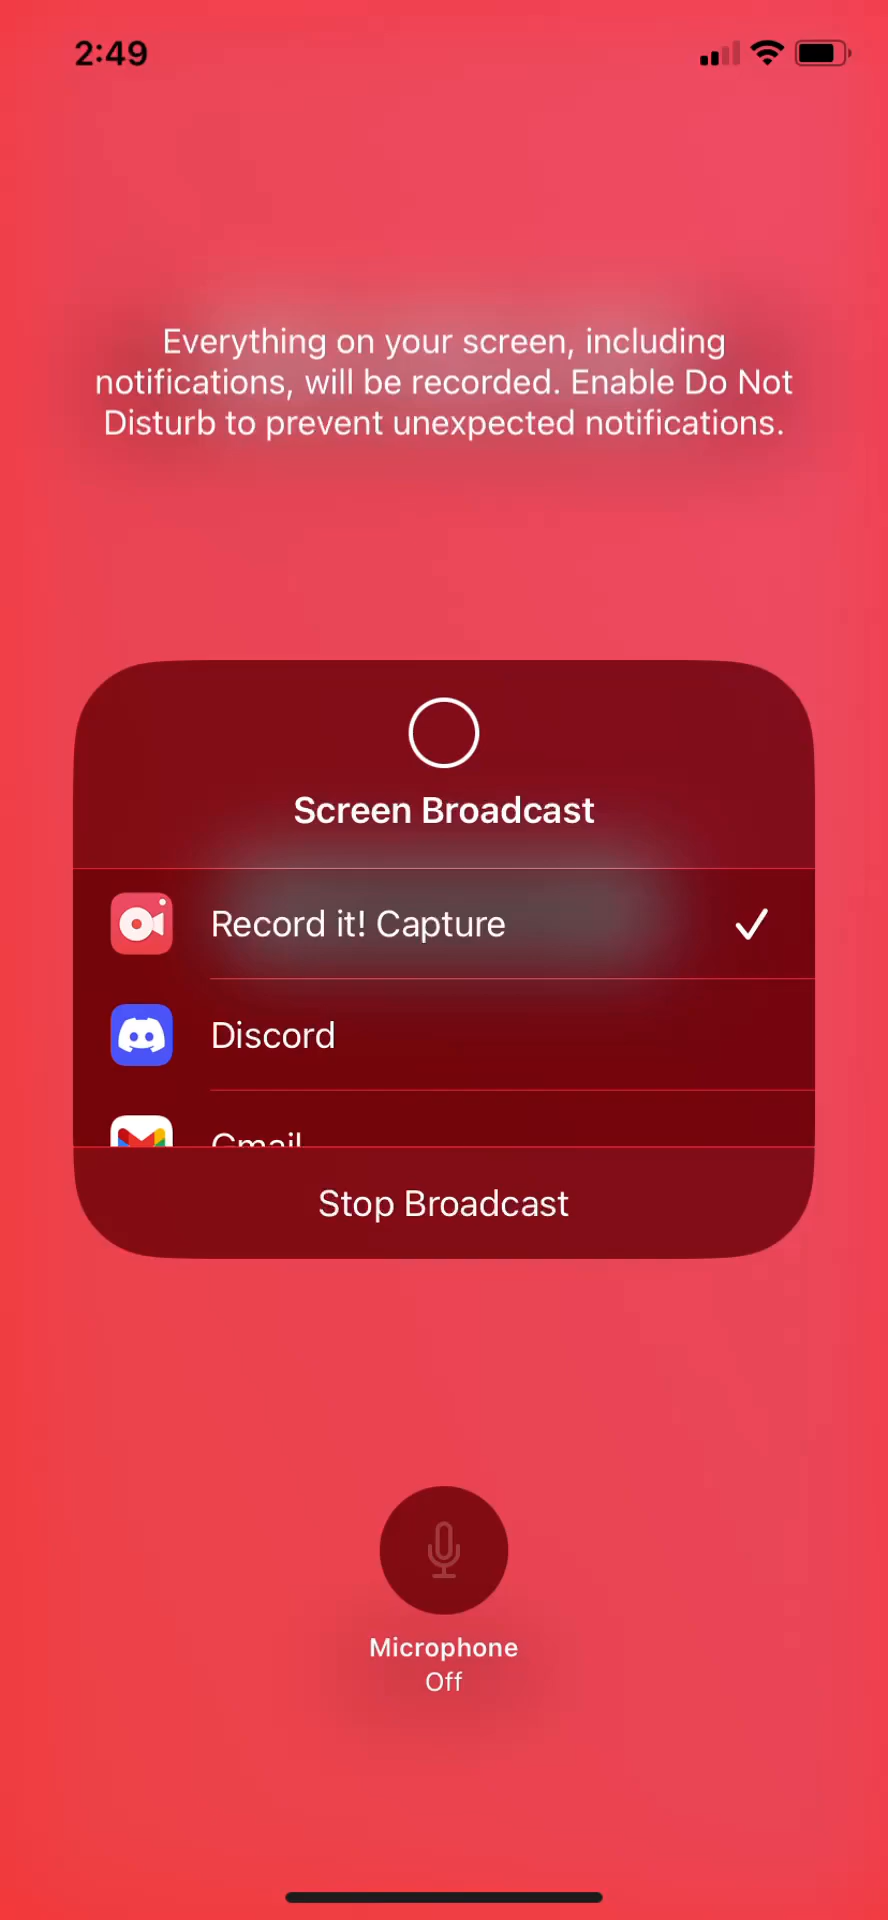 2:49
Everything on your screen, including
notifications, will be recorded. Enable Do Not
Disturb to prevent unexpected notifications.
Screen Broadcast
Record it! Capture
Discord
Gmail
Stop Broadcast
Microphone
Off